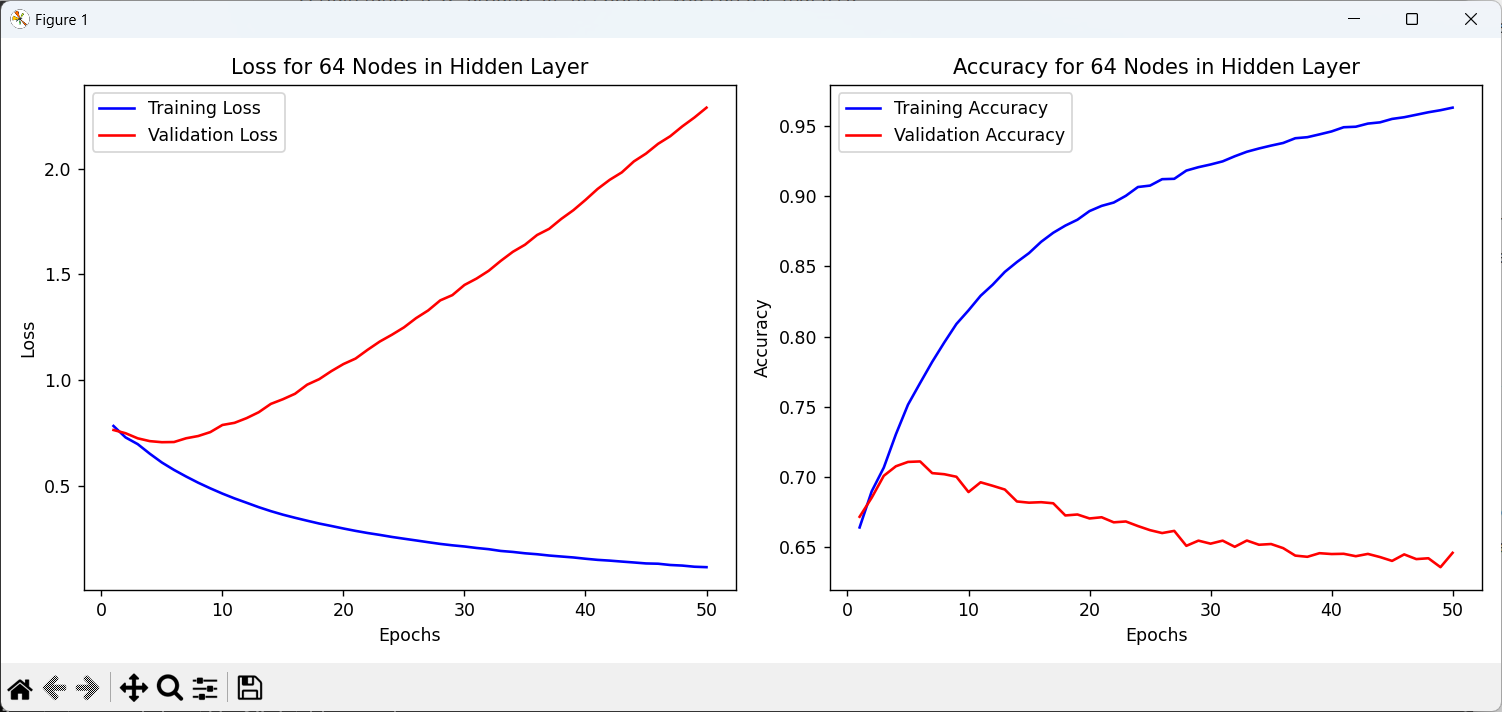 Figure 1
Loss for 64 Nodes in Hidden Layer
Training Loss
Validation Loss
2.0
1.5
1.0
0.5
Loss
0 10 20 30 40 50
Epochs
Accuracy for 64 Nodes in Hidden Layer
Training Accuracy
Validation Accuracy
0.95
0.90
0.85
0.80
0.75
0.70
0.65
Accuracy
0 10 20 30 40 50
Epochs